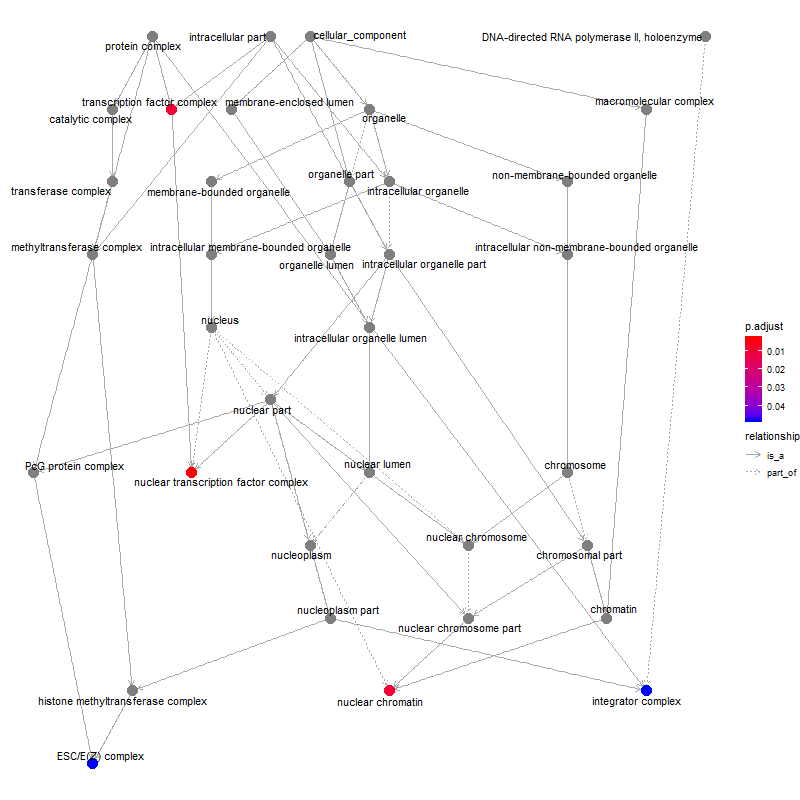 protein complex
intracellular part
cellular_component
DNA-directed RNA polymerase II, holoenzyme
transcription factor complex
membrane-enclosed lumen
macromolecular complex
catalytic complex
organelle
organelle part
non-membrane-bounded organelle
transferase complex
membrane-bounded organelle
intracellular organelle
methyltransferase complex
intracellular membrane-bounded organelle
intracellular non-membrane-bounded organelle
organelle lumen
intracellular organelle part
nucleus
intracellular organelle lumen
p.adjust
0.01
0.02
0.03
0.04
relationship
is_a
part_of
nuclear part
PcG protein complex
nuclear lumen
chromosome
nuclear transcription factor complex
nuclear chromosome
nucleoplasm
chromosomal part
nucleoplasm part
chromatin
nuclear chromosome part
histone methyltransferase complex
nuclear chromatin
integrator complex
ESC/E(Z) complex